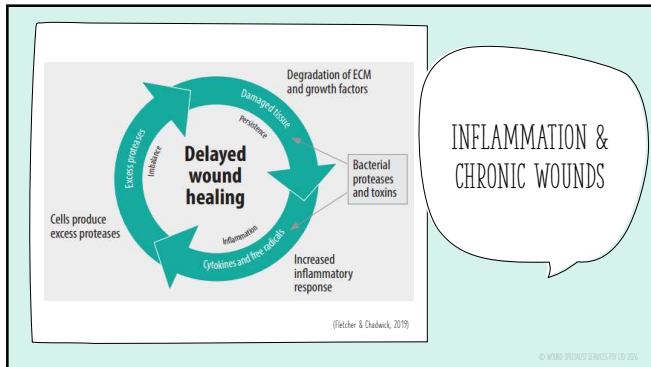 Degradation of ECM
and growth factors
Damaged tissue
Persistence
Excess proteases
Imbalance
Delayed
wound
healing
Bacterial
proteases
and toxins
Cells produce
excess proteases
Inflammation
Cytokines and free radicals
Increased
inflammatory
response
(Fletcher & Chadwick, 2019)
INFLAMMATION &
CHRONIC WOUNDS
© WOUND SPECIALIST SERVICES PTY LTD 2026